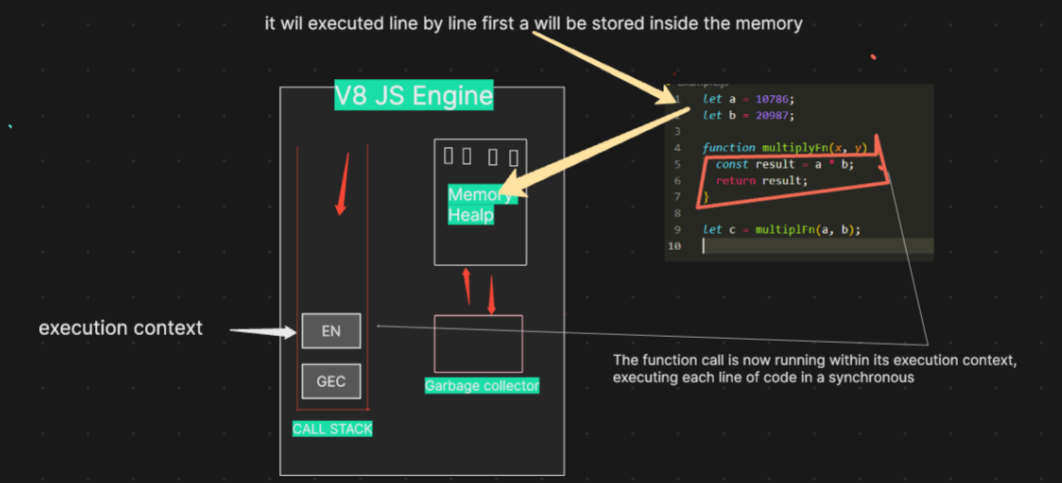 it wil executed line by line first a will be stored inside the memory
V8 JS Engine
Memory
Healp
execution context
EN
GEC
CALL STACK
Garbage collector
1 let a = 10786;
2 let b = 20987;
3
4 function multiplyFn(x, y)
5 const result = a * b;
6 return result;
7 }
8
9 let c = multiplFn(a, b);
10
The function call is now running within its execution context,
executing each line of code in a synchronous